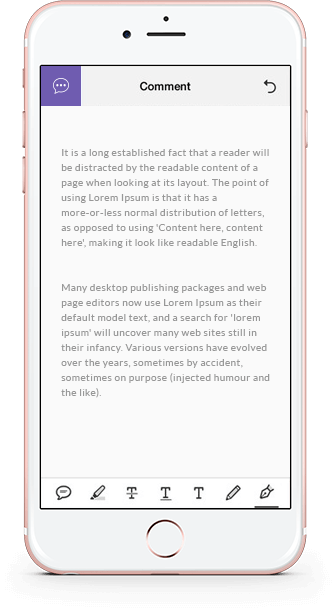 Comment
It is a long established fact that a reader will
be distracted by the readable content of a
page when looking at its layout. The point of
using Lorem Ipsum is that it has a
more-or-less normal distribution of letters,
as opposed to using 'Content here, content
here', making it look like readable English.
Many desktop publishing packages and web
page editors now use Lorem Ipsum as their
default model text, and a search for 'lorem
ipsum' will uncover many web sites still in
their infancy. Various versions have evolved
over the years, sometimes by accident,
sometimes on purpose (injected humour and
the like).
T T T